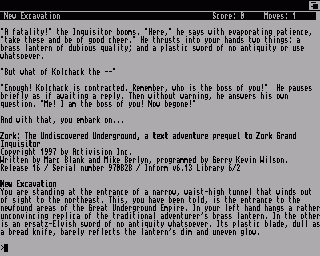 New Excavation Score: 0 Moves: 1
"A fatality!" the Inquisitor booms. "Here," he says with evaporating patience,
"take these and be of good cheer." He thrusts into your hands two things: a
brass lantern of dubious quality; and a plastic sword of no antiquity or use
whatsoever.
"But what of Kolchack the --"
"Enough! Kolchack is contracted. Remember, who is the boss of you!" He pauses
briefly as if awaiting a reply. Then without warning, he answers his own
question. "Me! I am the boss of you! Now begone!"
And with that, you embark on...
Zork: The Undiscovered Underground, a text adventure prequel to Zork Grand
Inquisitor
Copyright 1997 by Activision Inc.
Written by Marc Blank and Mike Berlyn, programmed by Gerry Kevin Wilson.
Release 16 / Serial number 970828 / Inform v6.13 Library 6/2
New Excavation
You are standing at the entrance of a narrow, waist-high tunnel that winds out
of sight to the northeast. This, you have been told, is the entrance to the
newfound areas of the Great Underground Empire. In your left hand hangs a rather
unconvincing replica of the traditional adventurer's brass lantern. In the other
is an ersatz-Elvish sword of no antiquity whatsoever. Its plastic blade, dull as
a bread knife, barely reflects the lantern's dim and uneven glow.
>